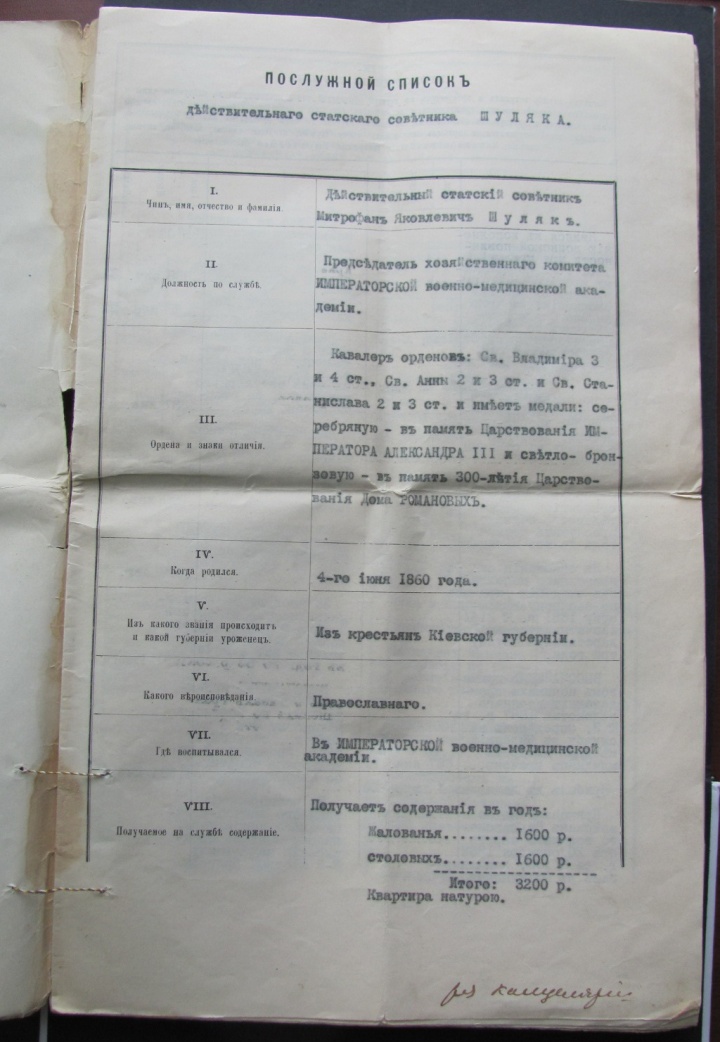 ПОСЛУЖНОЙ СПИСОКЪ
дѣйствительнаго статскаго совѣтника ШУЛЯКА.
I.
Чинъ, имя, отчество и фамилія
Дѣйствительный статскій совѣтникъ
Митрофанъ Яковлевичъ Шулякъ.
II.
Должность по службѣ.
Предсѣдатель хозяйственнаго комитета
ИМПЕРАТОРСКОЙ военно-медицинской ака-
деміи.
III.
Ордена и знаки отличія.
Кавалеръ орденовъ: Св. Владиміра 3
и 4 ст., Св. Анны 2 и 3 ст. и Св. Ста-
нислава 2 и 3 ст. и имѣетъ медали: се-
ребряную - въ память Царствованія ИМ-
ПЕРАТОРА АЛЕКСАНДРА III и свѣтло-брон-
зовую - въ память 300-лѣтія Царство-
ванія Дома РОМАНОВЫХЪ.
IV.
Когда родился.
4-го іюня 1860 года.
V.
Изъ какого званія происходитъ
и какой губерніи уроженецъ.
Изъ крестьянъ Кіевской губерніи.
VI.
Какого вѣроисповѣданія
Православнаго.
VII.
Гдѣ воспитывался.
Въ ИМПЕРАТОРСКОЙ военно-медицинской
академіи.
VIII.
Получаемое на службѣ содержаніе.
Получаетъ содержанія въ годъ:
Жалованья........ 1600 р.
столовыхъ........ 1600 р.
Итого: 3200 р.
Квартира натурою.
канцеляріи